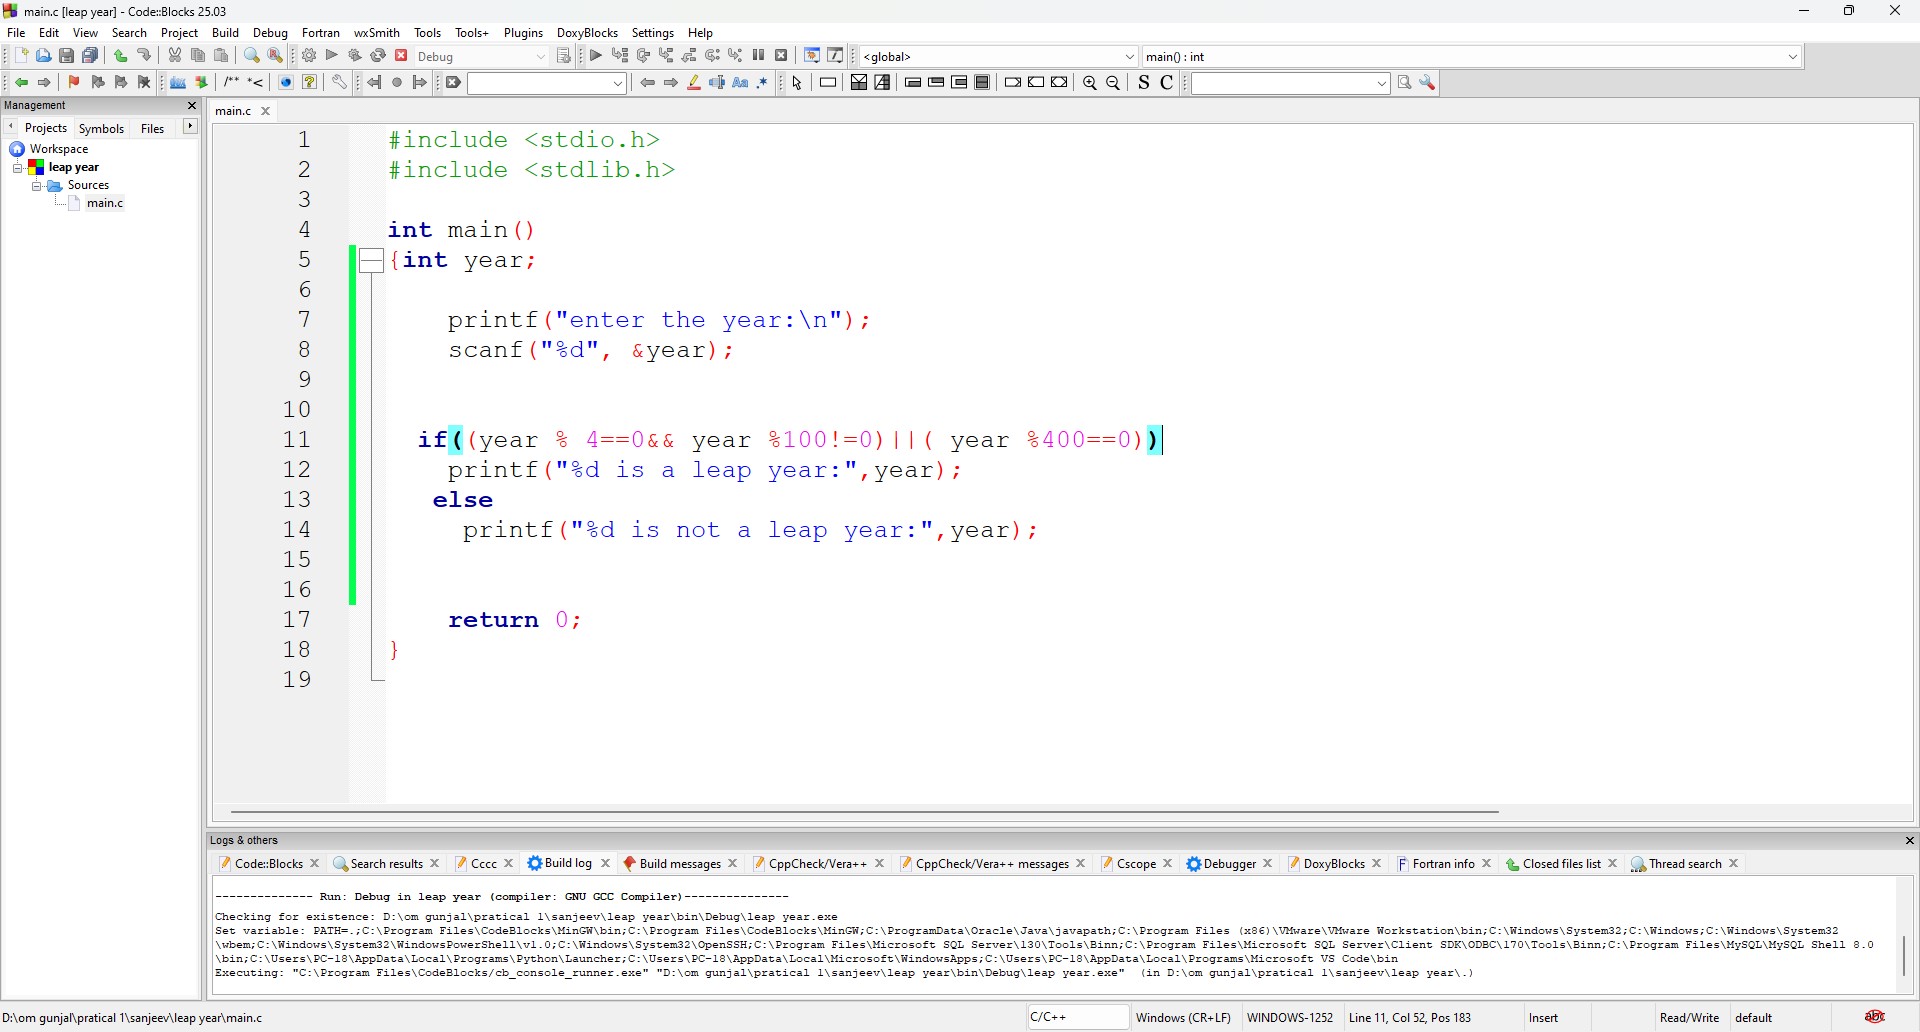 main.c [leap year] - Code::Blocks 25.03
File Edit View Search Project Build Debug Fortran wxSmith Tools Tools+ Plugins DoxyBlocks Settings Help
Debug <global> main() : int
/** *< Aa .* S C
Management
Projects Symbols Files
Workspace
leap year
Sources
main.c
main.c
1 #include <stdio.h>
2 #include <stdlib.h>
3
4 int main()
5 {int year;
6
7 printf("enter the year:\n");
8 scanf("%d", &year);
9
10
11 if((year % 4==0&& year %100!=0)||( year %400==0))
12 printf("%d is a leap year:",year);
13 else
14 printf("%d is not a leap year:",year);
15
16
17 return 0;
18 }
19
Logs & others
Code::Blocks Search results Cccc Build log Build messages CppCheck/Vera++ CppCheck/Vera++ messages Cscope Debugger DoxyBlocks Fortran info Closed files list Thread search
-------------- Run: Debug in leap year (compiler: GNU GCC Compiler)---------------
Checking for existence: D:\om gunjal\pratical 1\sanjeev\leap year\bin\Debug\leap year.exe
Set variable: PATH=.;C:\Program Files\CodeBlocks\MinGW\bin;C:\Program Files\CodeBlocks\MinGW;C:\ProgramData\Oracle\Java\javapath;C:\Program Files (x86)\VMware\VMware Workstation\bin;C:\Windows\System32;C:\Windows;C:\Windows\System32
\wbem;C:\Windows\System32\WindowsPowerShell\v1.0;C:\Windows\System32\OpenSSH;C:\Program Files\Microsoft SQL Server\130\Tools\Binn;C:\Program Files\Microsoft SQL Server\Client SDK\ODBC\170\Tools\Binn;C:\Program Files\MySQL\MySQL Shell 8.0
\bin;C:\Users\PC-18\AppData\Local\Programs\Python\Launcher;C:\Users\PC-18\AppData\Local\Microsoft\WindowsApps;C:\Users\PC-18\AppData\Local\Programs\Microsoft VS Code\bin
Executing: "C:\Program Files\CodeBlocks/cb_console_runner.exe" "D:\om gunjal\pratical 1\sanjeev\leap year\bin\Debug\leap year.exe" (in D:\om gunjal\pratical 1\sanjeev\leap year\.)
D:\om gunjal\pratical 1\sanjeev\leap year\main.c C/C++ Windows (CR+LF) WINDOWS-1252 Line 11, Col 52, Pos 183 Insert Read/Write default abc